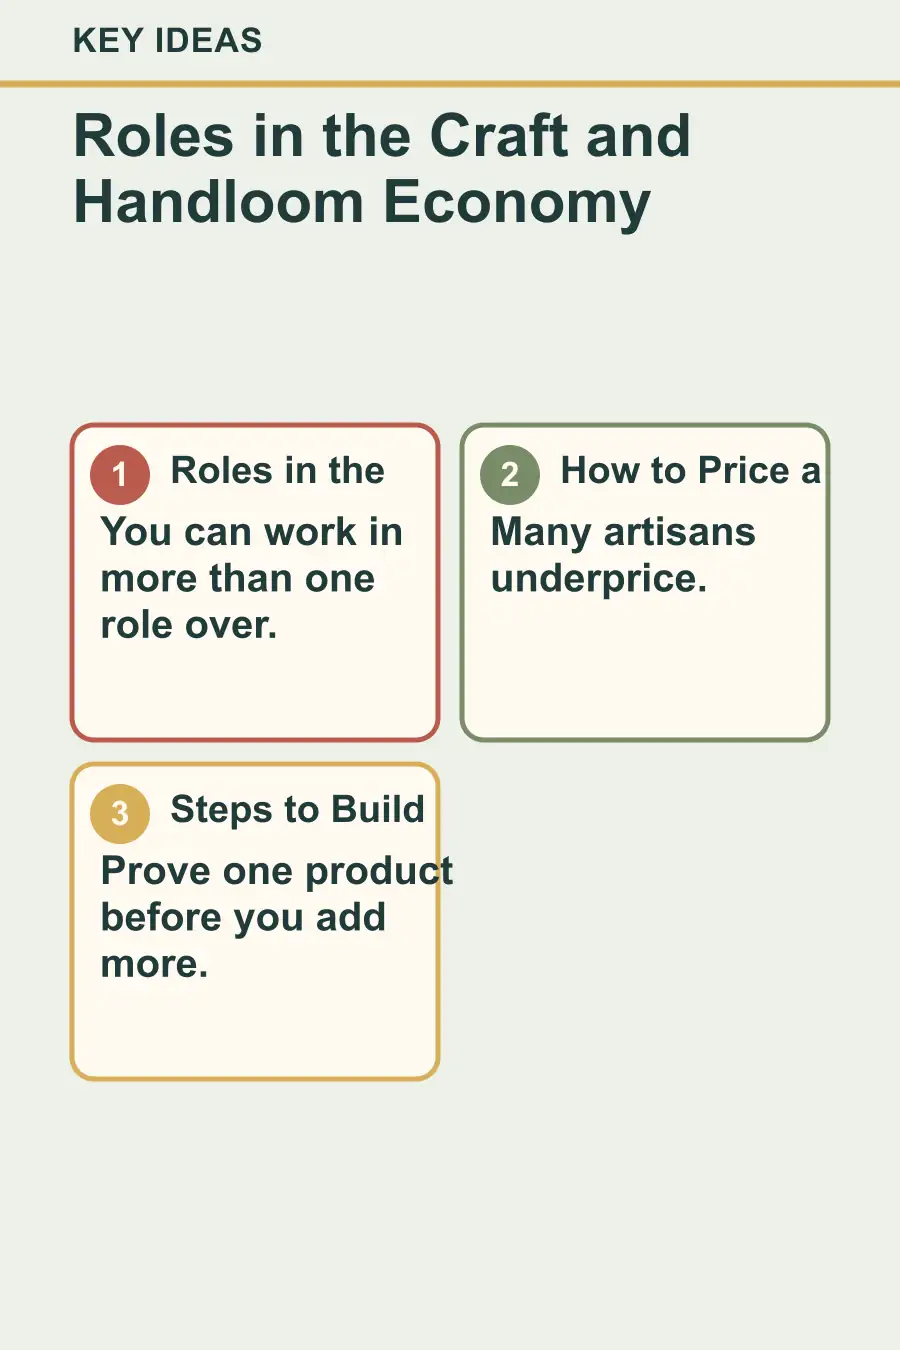 KEY IDEAS
Roles in the Craft and
Handloom Economy
1 Roles in the
You can work in
more than one
role over.
2 How to Price a
Many artisans
underprice.
3 Steps to Build
Prove one product
before you add
more.